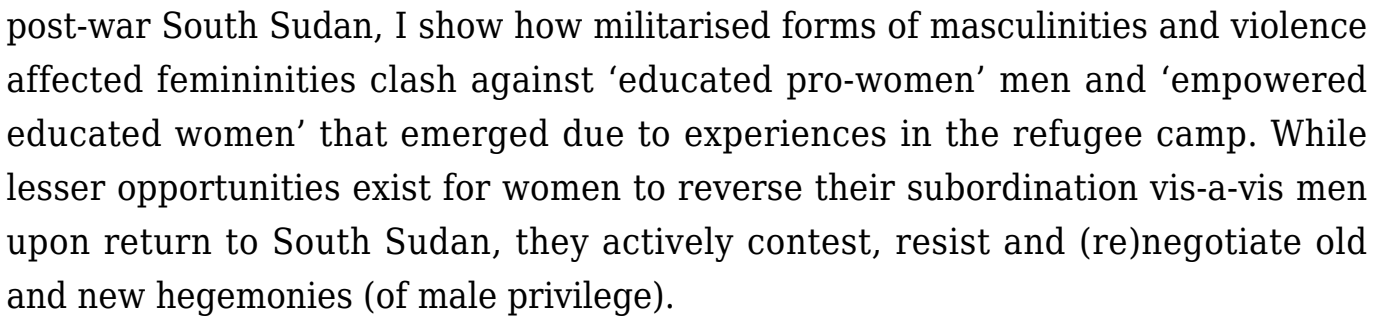 post-war South Sudan, I show how militarised forms of masculinities and violence
affected femininities clash against ‘educated pro-women’ men and ‘empowered
educated women’ that emerged due to experiences in the refugee camp. While
lesser opportunities exist for women to reverse their subordination vis-a-vis men
upon return to South Sudan, they actively contest, resist and (re)negotiate old
and new hegemonies (of male privilege).